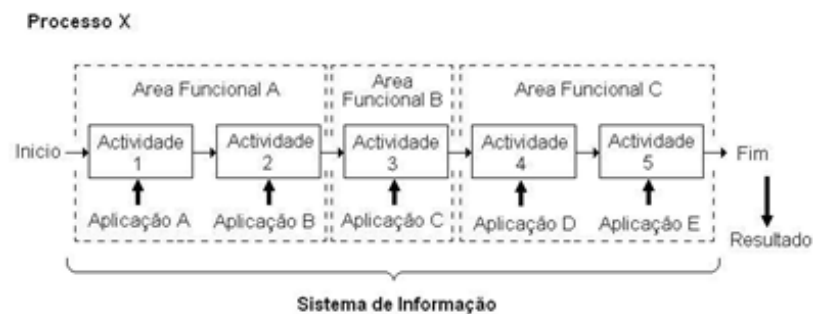 Processo X
Area Funcional A
Area
Funcional B
Area Funcional C
Inicio
Actividade
1
Actividade
2
Actividade
3
Actividade
4
Actividade
5
Fim
Aplicação A
Aplicação B
Aplicação C
Aplicação D
Aplicação E
Resultado
Sistema de Informação